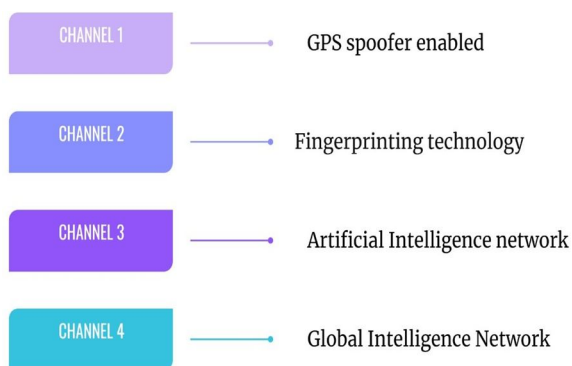 CHANNEL 1
GPS spoofer enabled
CHANNEL 2
Fingerprinting technology
CHANNEL 3
Artificial Intelligence network
CHANNEL 4
Global Intelligence Network